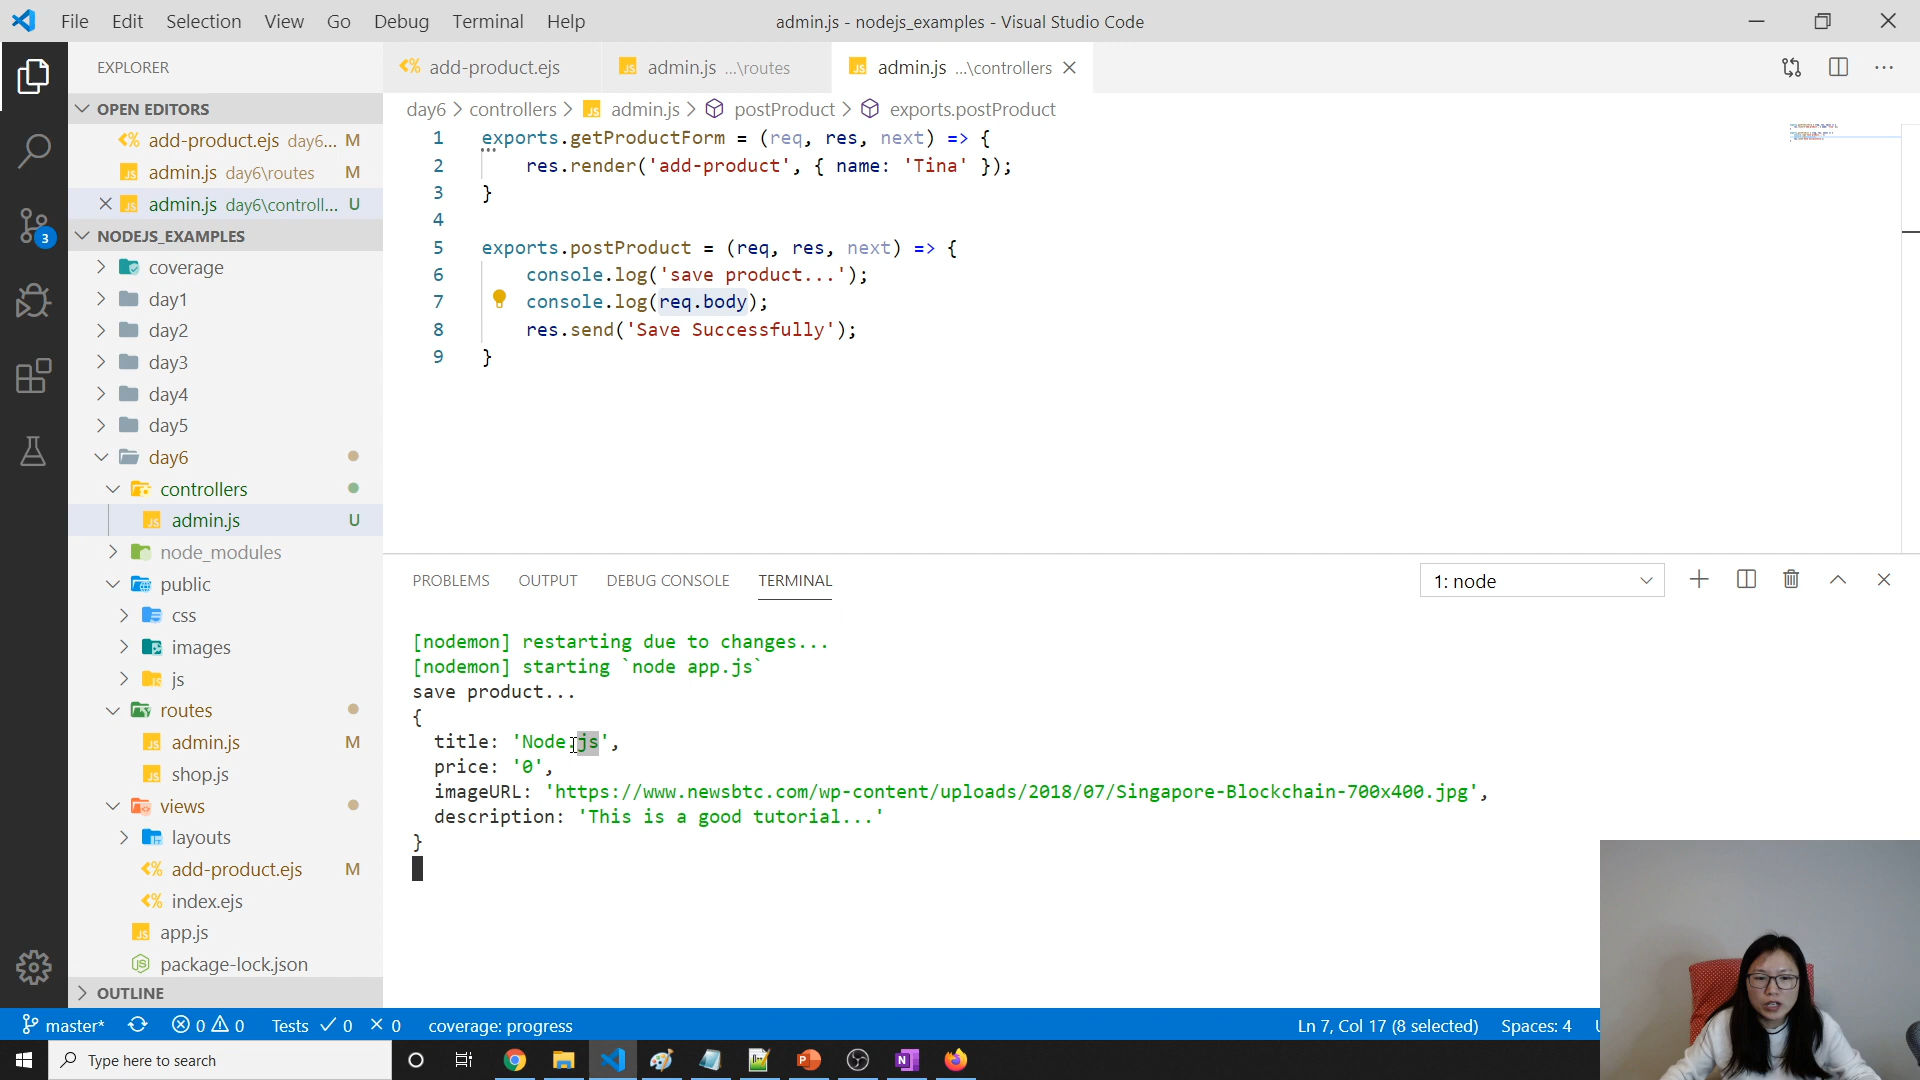 File Edit Selection View Go Debug Terminal Help
admin.js - nodejs_examples - Visual Studio Code
EXPLORER
add-product.ejs
admin.js ...\routes
admin.js ...\controllers
OPEN EDITORS
add-product.ejs day6... M
admin.js day6\routes M
admin.js day6\controll... U
NODEJS_EXAMPLES
coverage
day1
day2
day3
day4
day5
day6
controllers
admin.js U
node_modules
public
css
images
js
routes
admin.js M
shop.js
views
layouts
add-product.ejs M
index.ejs
app.js
package-lock.json
OUTLINE
3
day6 > controllers > admin.js > postProduct > exports.postProduct
1 exports.getProductForm = (req, res, next) => {
2 res.render('add-product', { name: 'Tina' });
3 }
4
5 exports.postProduct = (req, res, next) => {
6 console.log('save product...');
7 console.log(req.body);
8 res.send('Save Successfully');
9 }
PROBLEMS OUTPUT DEBUG CONSOLE TERMINAL
1: node
[nodemon] restarting due to changes...
[nodemon] starting `node app.js`
save product...
{
title: 'Node.js',
price: '0',
imageURL: 'https://www.newsbtc.com/wp-content/uploads/2018/07/Singapore-Blockchain-700x400.jpg',
description: 'This is a good tutorial...'
}
master* 0 0 Tests 0 0 coverage: progress
Ln 7, Col 17 (8 selected) Spaces: 4
Type here to search